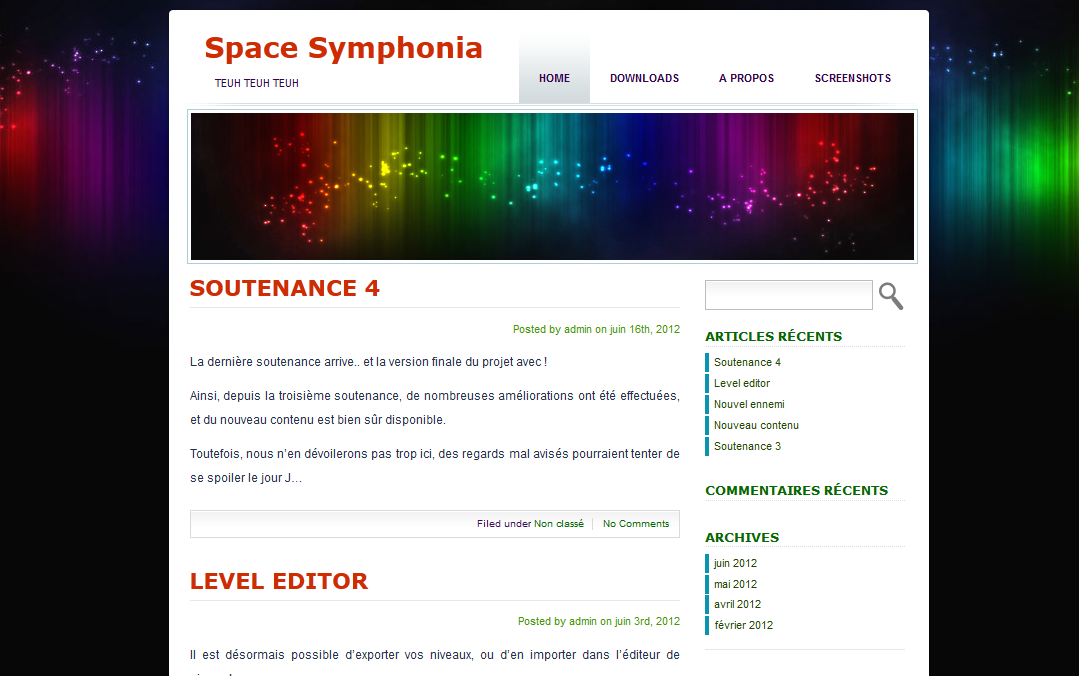 Space Symphonia
TEUH TEUH TEUH
HOME
DOWNLOADS
A PROPOS
SCREENSHOTS
SOUTENANCE 4
Posted by admin on juin 16th, 2012
La dernière soutenance arrive.. et la version finale du projet avec !
Ainsi, depuis la troisième soutenance, de nombreuses améliorations ont été effectuées,
et du nouveau contenu est bien sûr disponible.
Toutefois, nous n’en dévoilerons pas trop ici, des regards mal avisés pourraient tenter de
se spoiler le jour J…
Filed under Non classé
No Comments
LEVEL EDITOR
Posted by admin on juin 3rd, 2012
Il est désormais possible d’exporter vos niveaux, ou d’en importer dans l’éditeur de
ARTICLES RÉCENTS
Soutenance 4
Level editor
Nouvel ennemi
Nouveau contenu
Soutenance 3
COMMENTAIRES RÉCENTS
ARCHIVES
juin 2012
mai 2012
avril 2012
février 2012